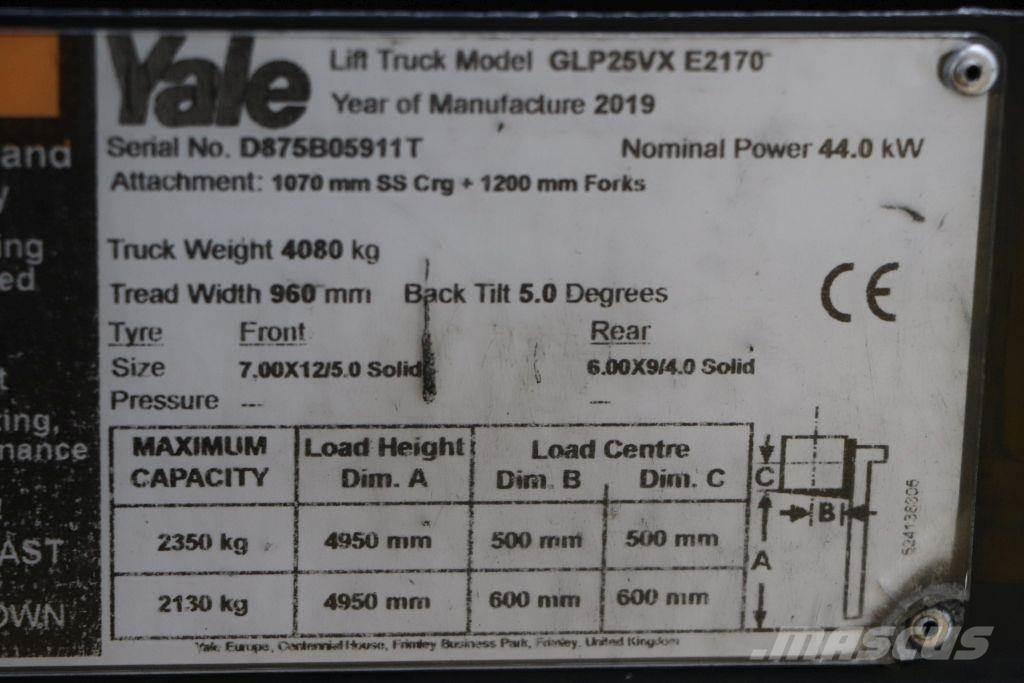 Yale
Lift Truck Model GLP25VX E2170
Year of Manufacture 2019
Serial No. D875B05911T Nominal Power 44.0 kW
Attachment: 1070 mm SS Crg + 1200 mm Forks
Truck Weight 4080 kg
Tread Width 960 mm Back Tilt 5.0 Degrees
CE
Tyre Front Rear
Size 7.00X12/5.0 Solid 6.00X9/4.0 Solid
Pressure --- ---
MAXIMUM CAPACITY Load Height Dim. A Load Centre Dim. B Dim. C
2350 kg 4950 mm 500 mm 500 mm
2130 kg 4950 mm 600 mm 600 mm
C
B
A
Yale Europe, Centennial House, Frimley Business Park, Frimley, United Kingdom
and
ing
ed
nance
OWN
mascus